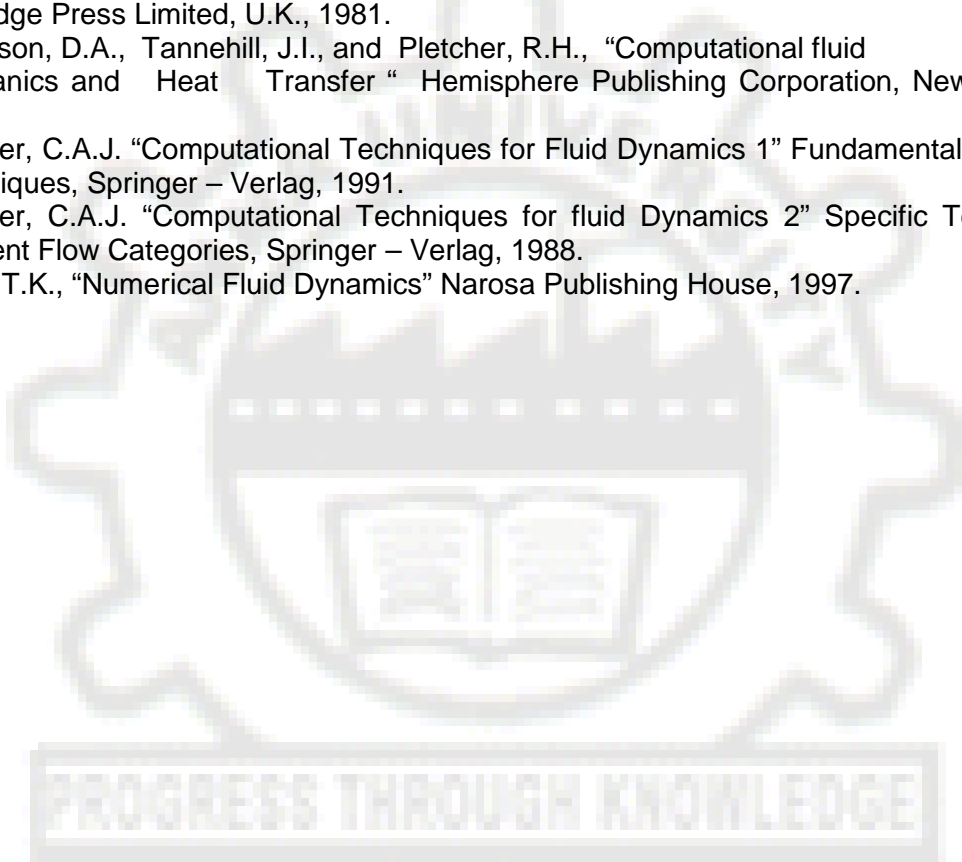 dge Press Limited, U.K., 1981.
son, D.A., Tannehill, J.I., and Pletcher, R.H., “Computational fluid
anics and Heat Transfer “ Hemisphere Publishing Corporation, New
er, C.A.J. “Computational Techniques for Fluid Dynamics 1” Fundamental
iques, Springer – Verlag, 1991.
er, C.A.J. “Computational Techniques for fluid Dynamics 2” Specific T
ent Flow Categories, Springer – Verlag, 1988.
T.K., “Numerical Fluid Dynamics” Narosa Publishing House, 1997.
UNIVERSITY
PROGRESS THROUGH KNOWLEDGE